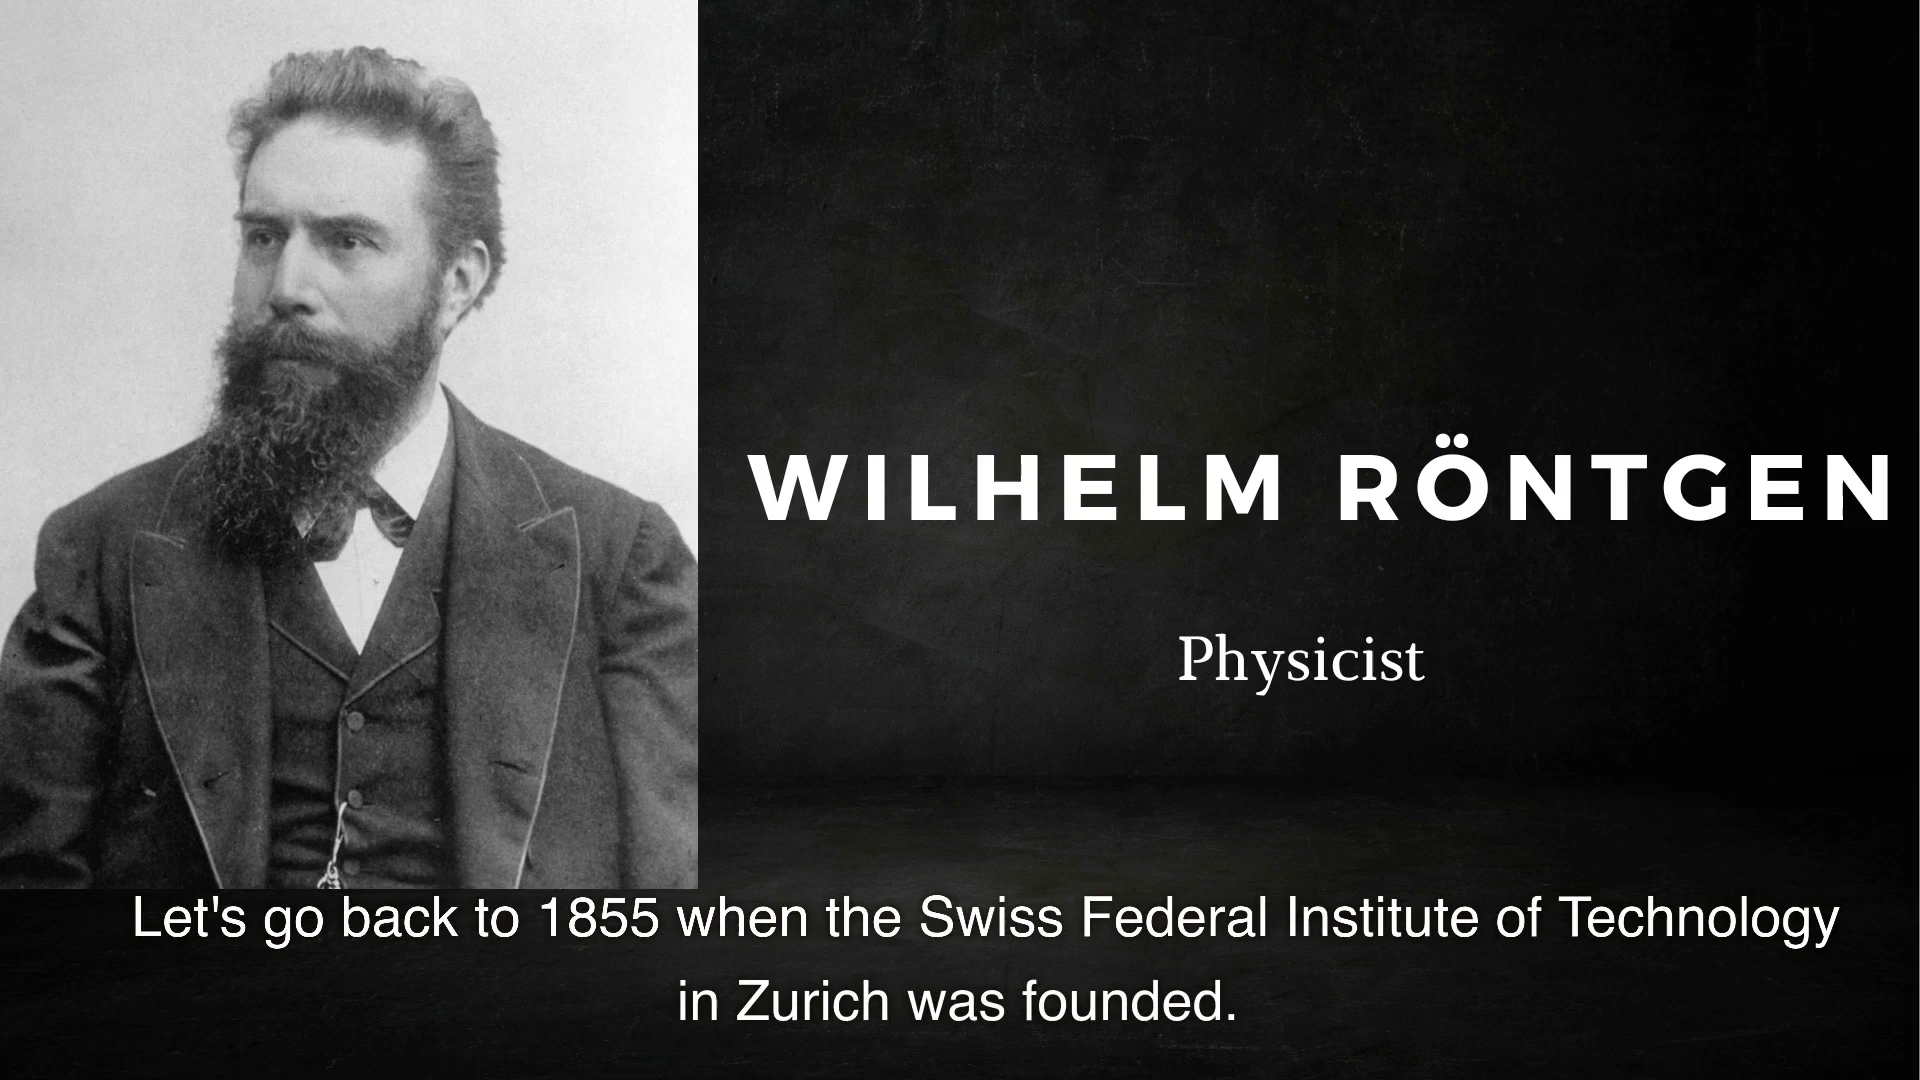 WILHELM RÖNTGEN
Physicist
Let's go back to 1855 when the Swiss Federal Institute of Technology
in Zurich was founded.